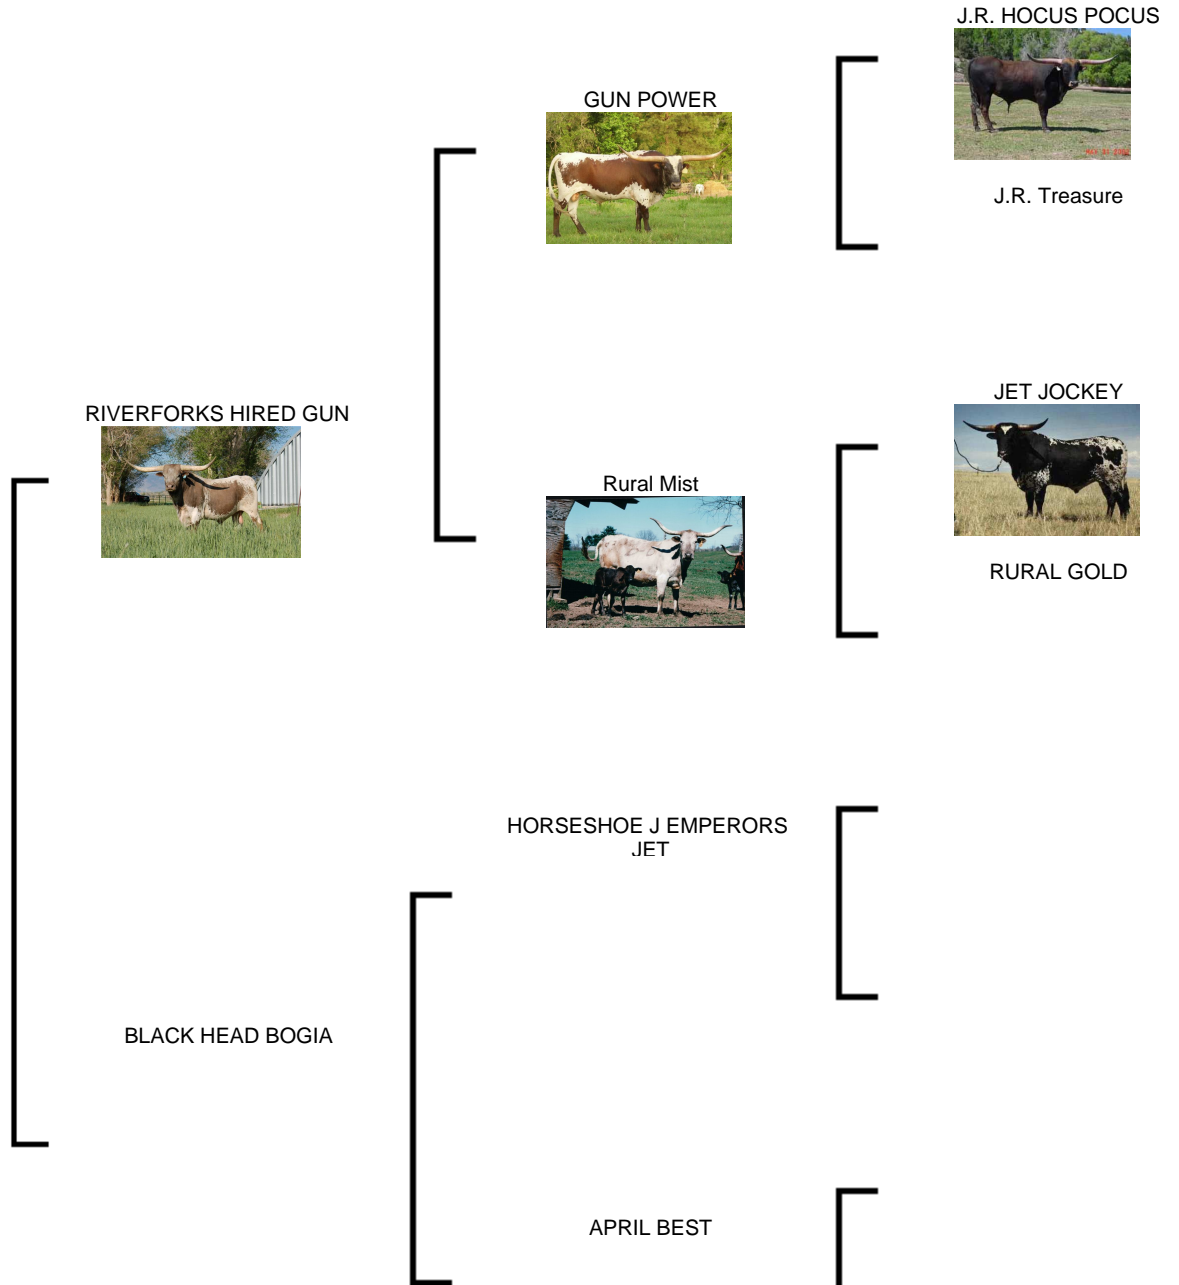 J.R. HOCUS POCUS
GUN POWER
J.R. Treasure
JET JOCKEY
RIVERFORKS HIRED GUN
Rural Mist
RURAL GOLD
HORSESHOE J EMPERORS
JET
BLACK HEAD BOGIA
APRIL BEST